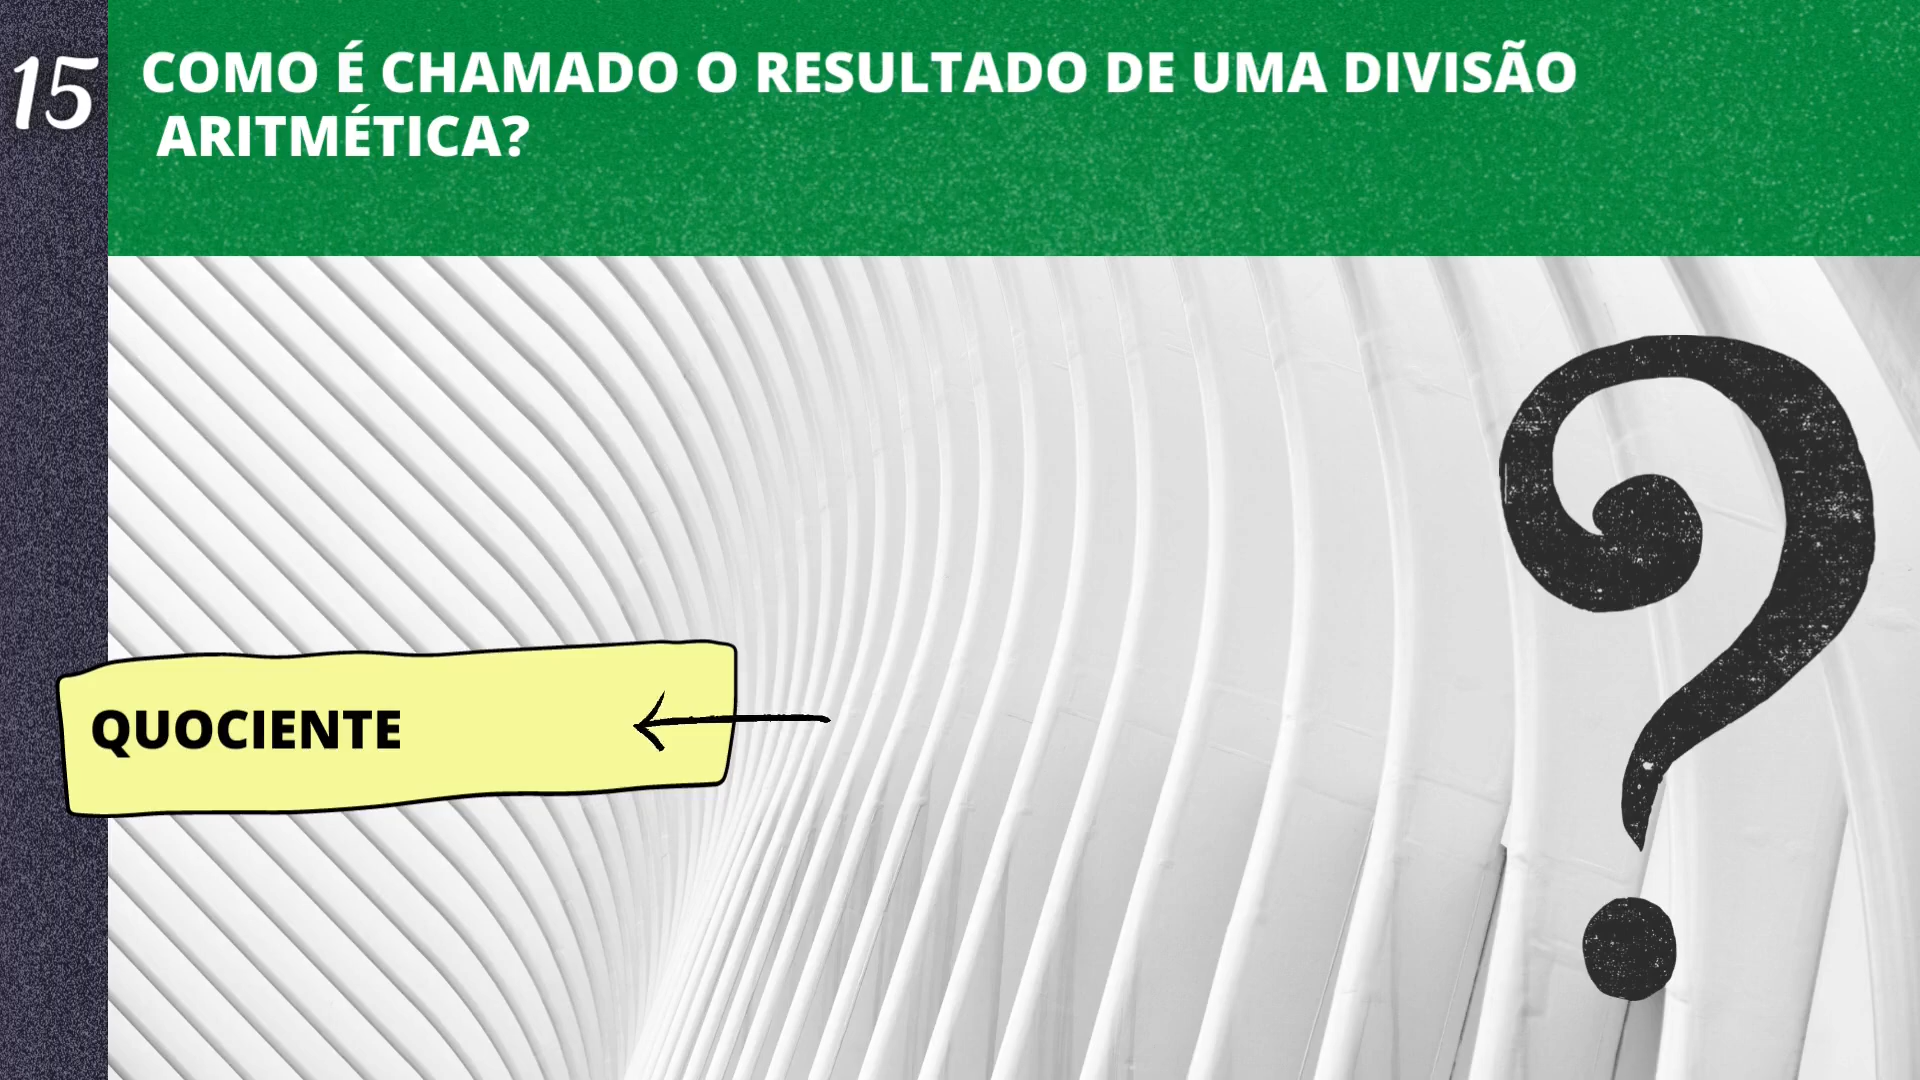 15
COMO É CHAMADO O RESULTADO DE UMA DIVISÃO
ARITMÉTICA?
QUOCIENTE